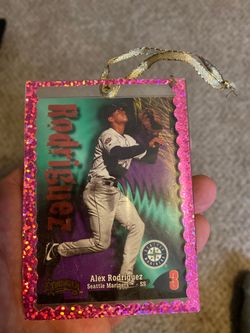 Rodriguez
Alex Rodriguez
Seattle Mariners SS
3